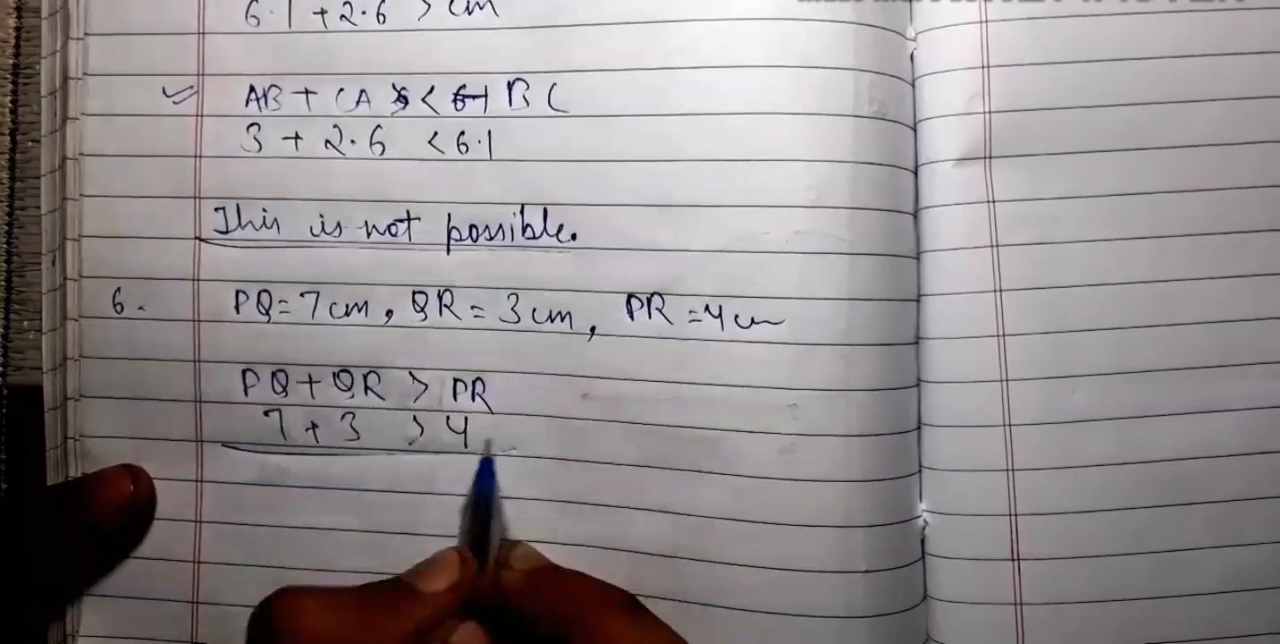 6.1 + 2.6 > cm
AB + CA < BC
3 + 2.6 < 6.1
This is not possible.
6. PQ = 7 cm, QR = 3 cm, PR = 4 cm
PQ + QR > PR
7 + 3 > 4